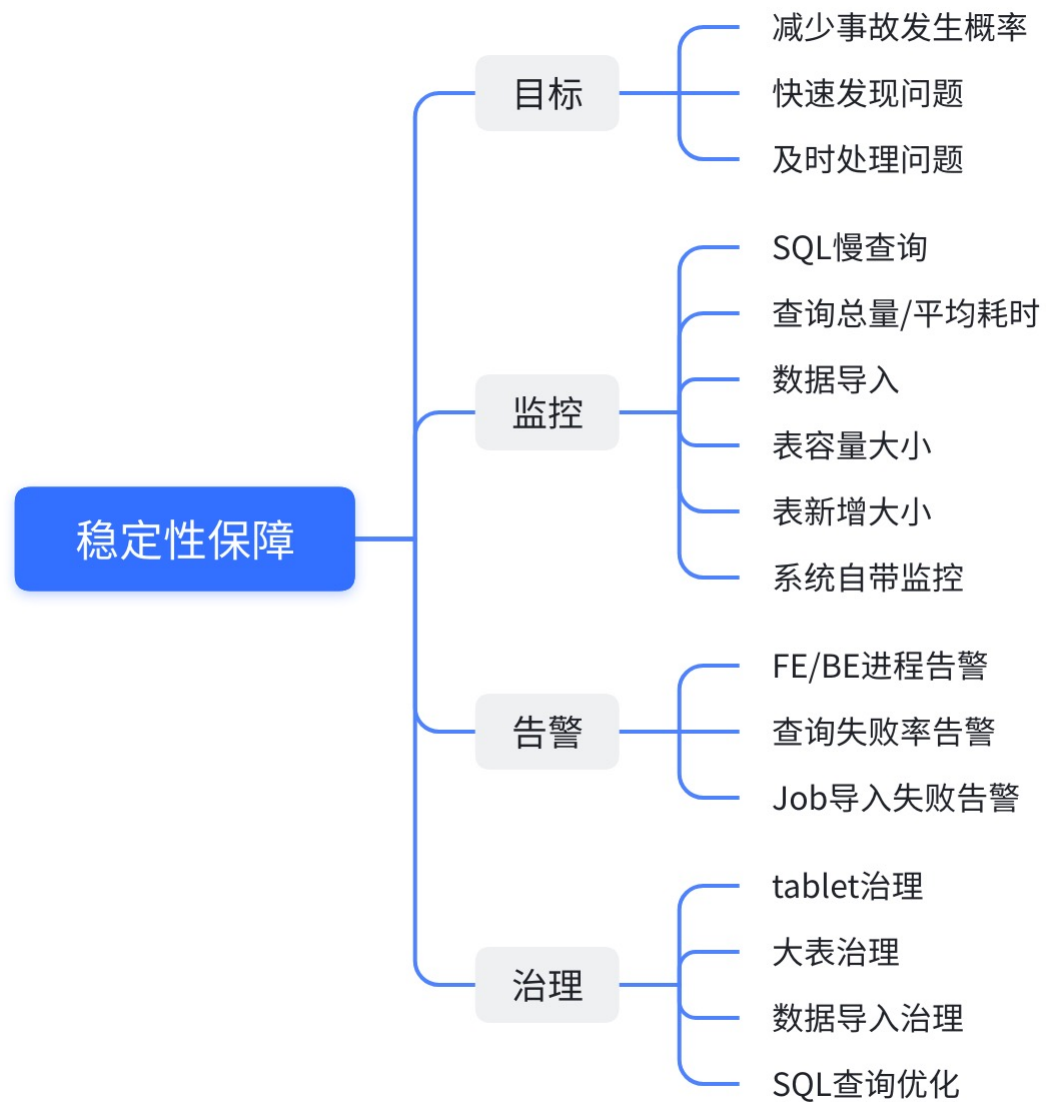 稳定性保障
目标
减少事故发生概率
快速发现问题
及时处理问题
监控
SQL慢查询
查询总量/平均耗时
数据导入
表容量大小
表新增大小
系统自带监控
告警
FE/BE进程告警
查询失败率告警
Job导入失败告警
治理
tablet治理
大表治理
数据导入治理
SQL查询优化